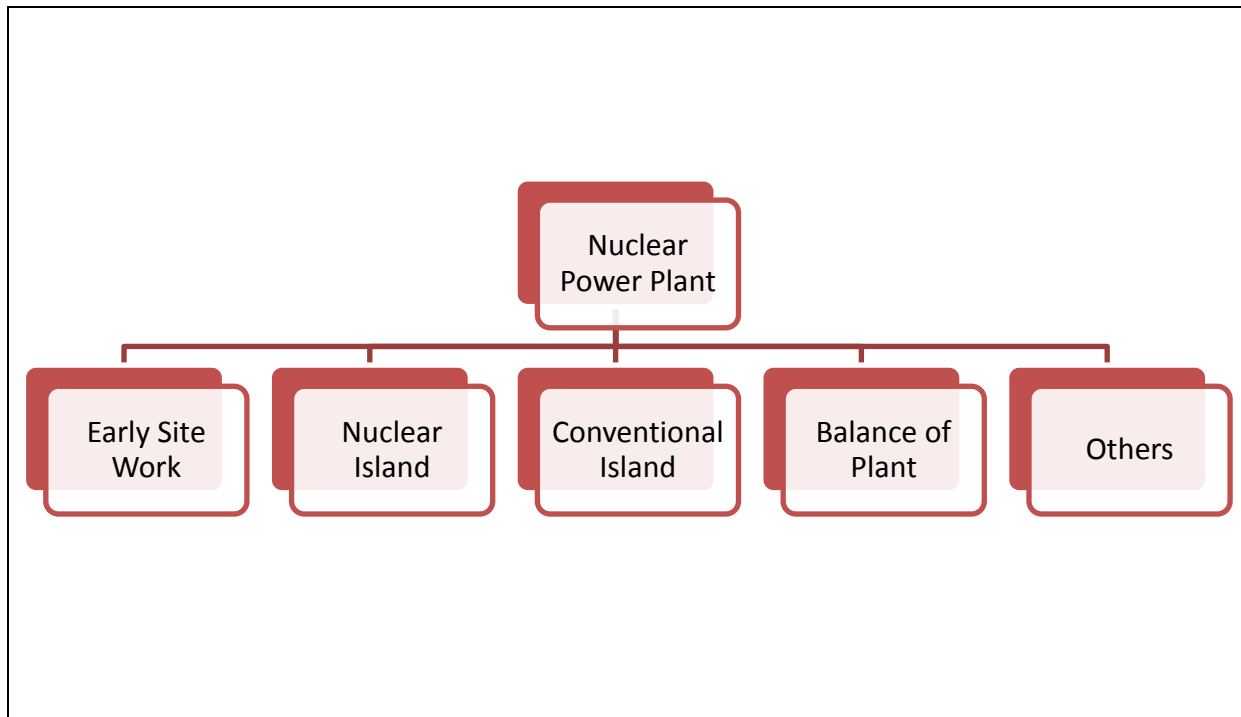 Nuclear
Power Plant
Early Site
Work
Nuclear
Island
Conventional
Island
Balance of
Plant
Others